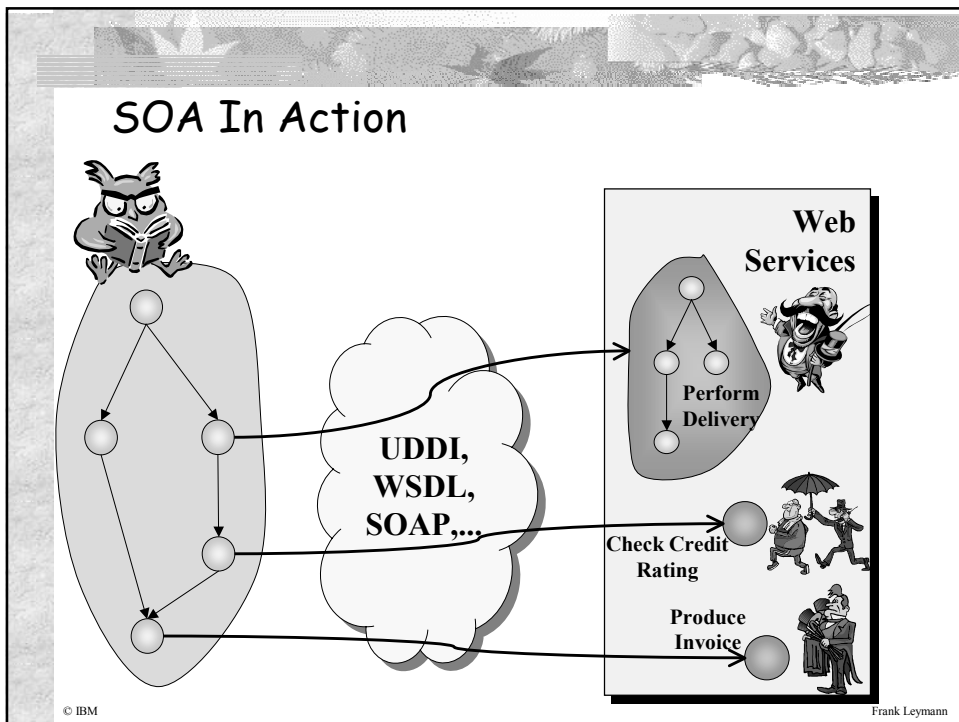 SOA In Action
Web
Services
Perform
Delivery
UDDI,
WSDL,
SOAP,...
Check Credit
Rating
Produce
Invoice
© IBM
Frank Leymann